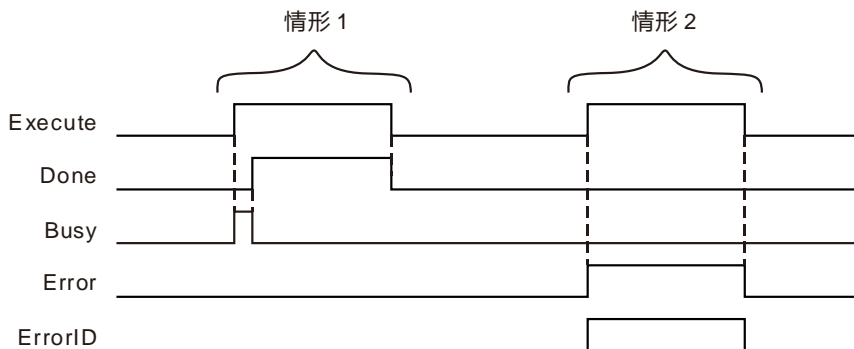 情形 1
情形 2
Execute
Done
Busy
Error
ErrorID